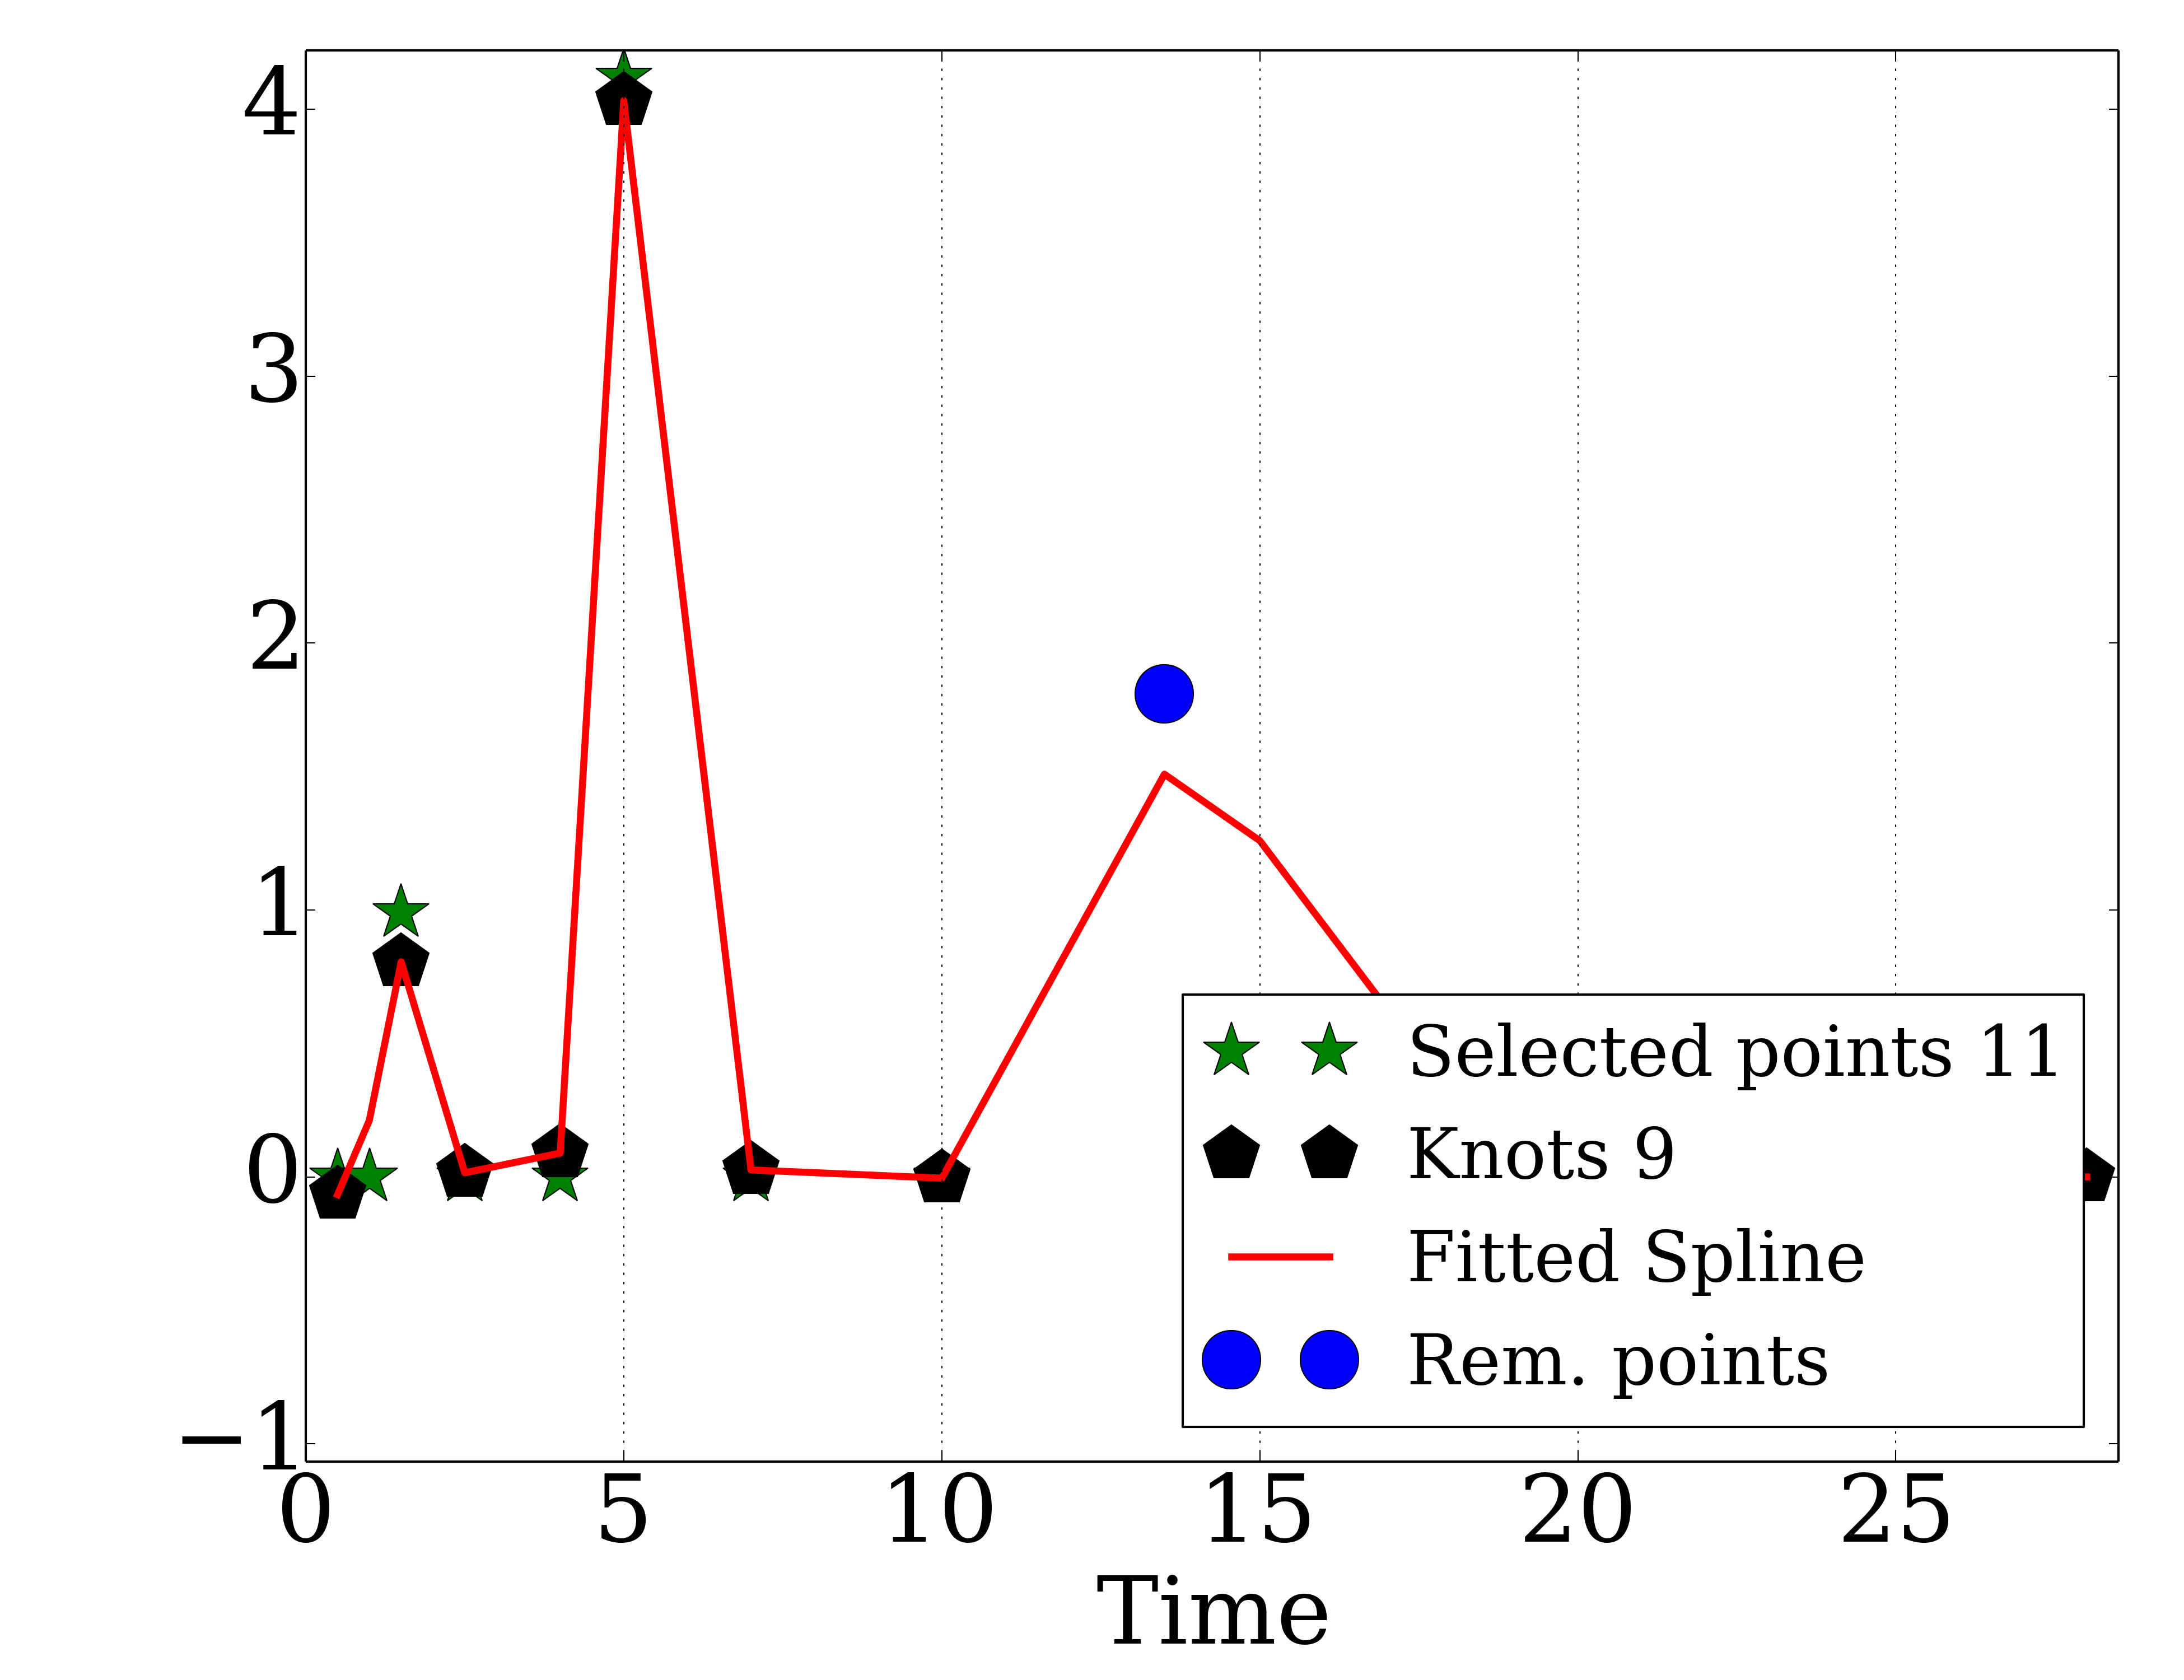 4
3
2
1
0
−1
0 5 10 15 20 25
Time
Selected points 11
Knots 9
Fitted Spline
Rem. points